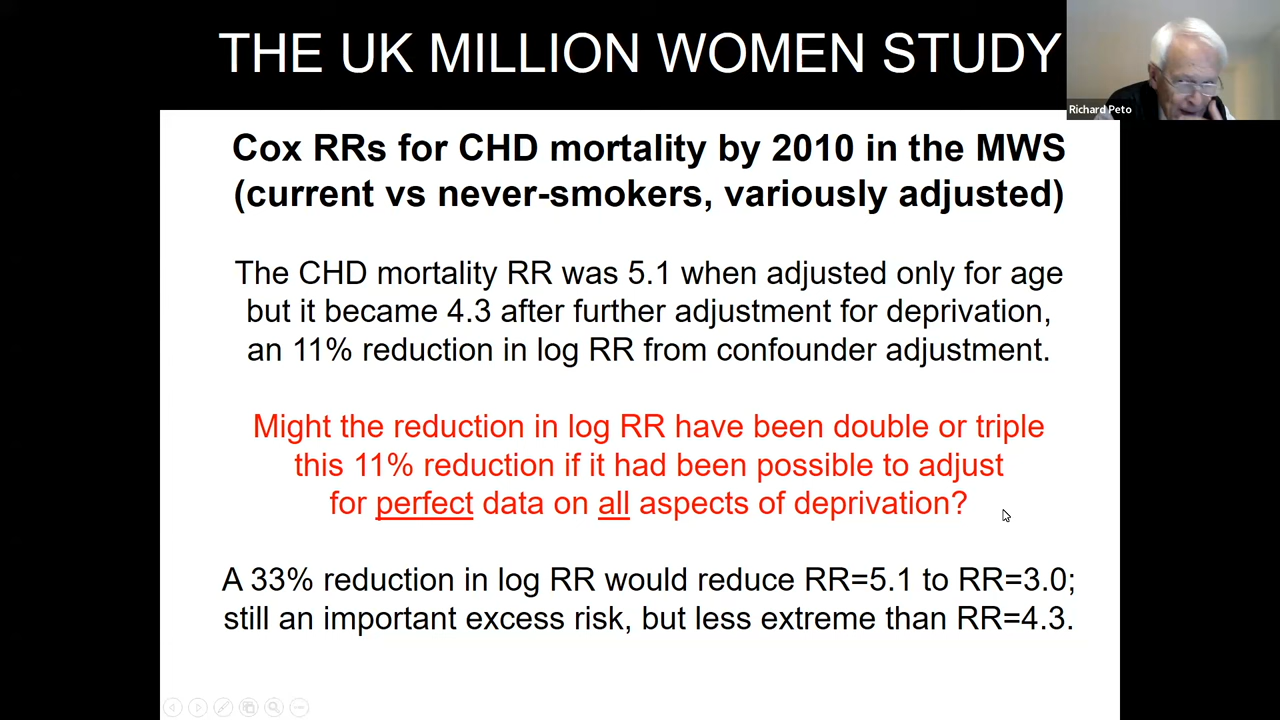 THE UK MILLION WOMEN STUDY
Richard Peto
Cox RRs for CHD mortality by 2010 in the MWS
(current vs never-smokers, variously adjusted)
The CHD mortality RR was 5.1 when adjusted only for age
but it became 4.3 after further adjustment for deprivation,
an 11% reduction in log RR from confounder adjustment.
Might the reduction in log RR have been double or triple
this 11% reduction if it had been possible to adjust
for perfect data on all aspects of deprivation?
A 33% reduction in log RR would reduce RR=5.1 to RR=3.0;
still an important excess risk, but less extreme than RR=4.3.